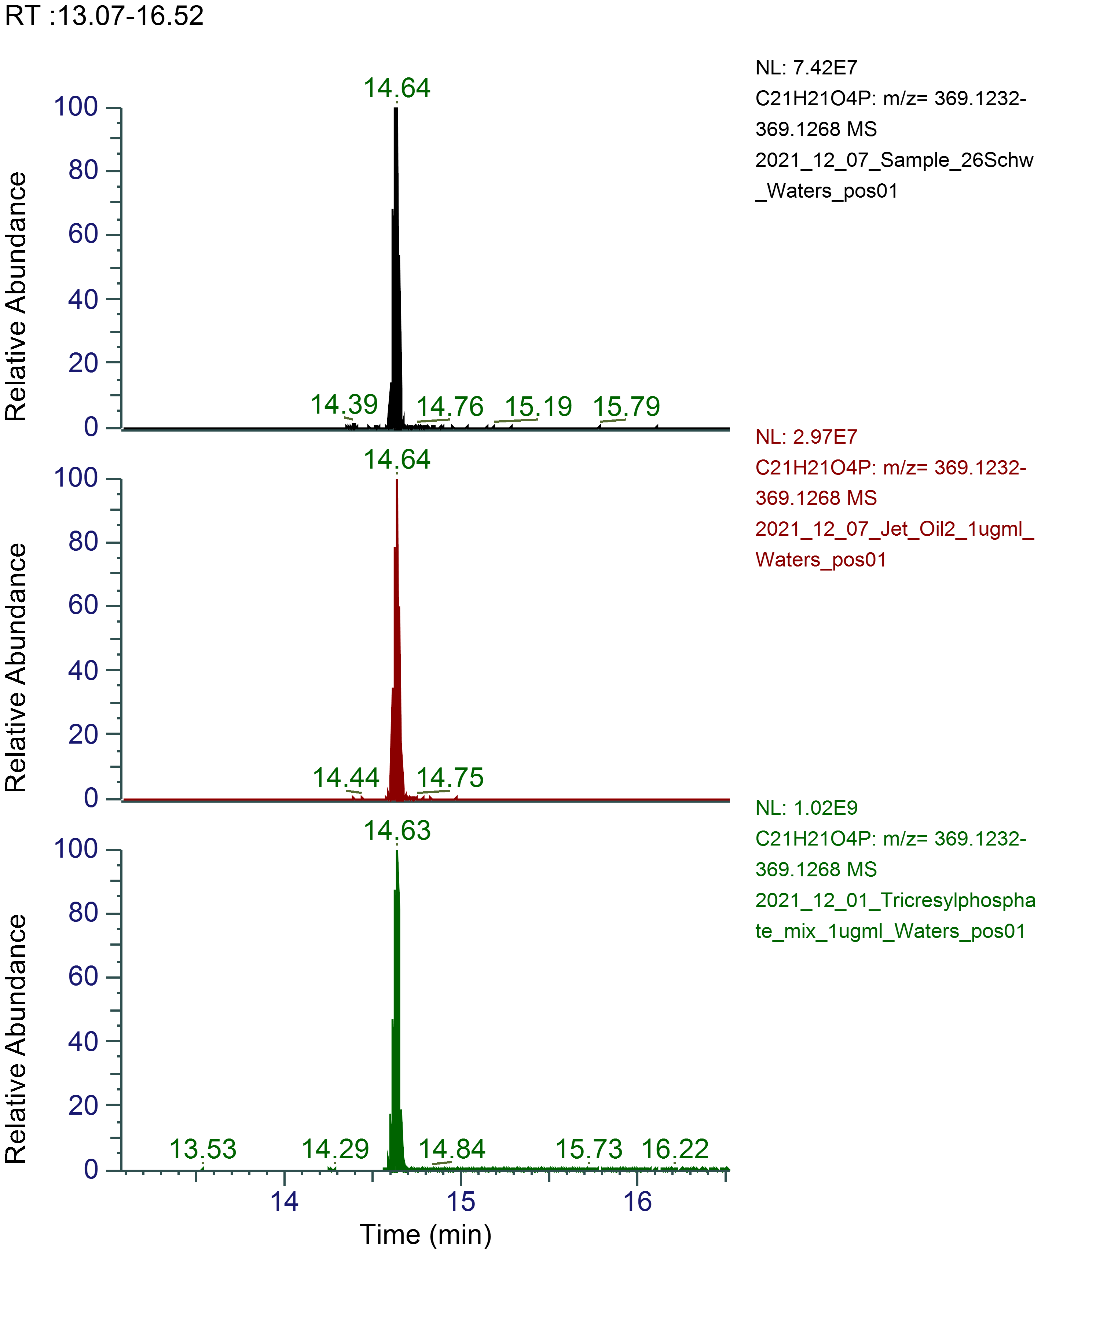 RT :13.07-16.52
NL: 7.42E7
C21H21O4P: m/z= 369.1232-
369.1268 MS
2021_12_07_Sample_26Schw
_Waters_pos01
14.64
100
80
60
40
20
0
Relative Abundance
14.39 14.76 15.19 15.79
NL: 2.97E7
C21H21O4P: m/z= 369.1232-
369.1268 MS
2021_12_07_Jet_Oil2_1ugml_
Waters_pos01
14.64
100
80
60
40
20
0
Relative Abundance
14.44 14.75
NL: 1.02E9
C21H21O4P: m/z= 369.1232-
369.1268 MS
2021_12_01_Tricresylphospha
te_mix_1ugml_Waters_pos01
14.63
100
80
60
40
20
0
Relative Abundance
13.53 14.29 14.84 15.73 16.22
14 15 16
Time (min)